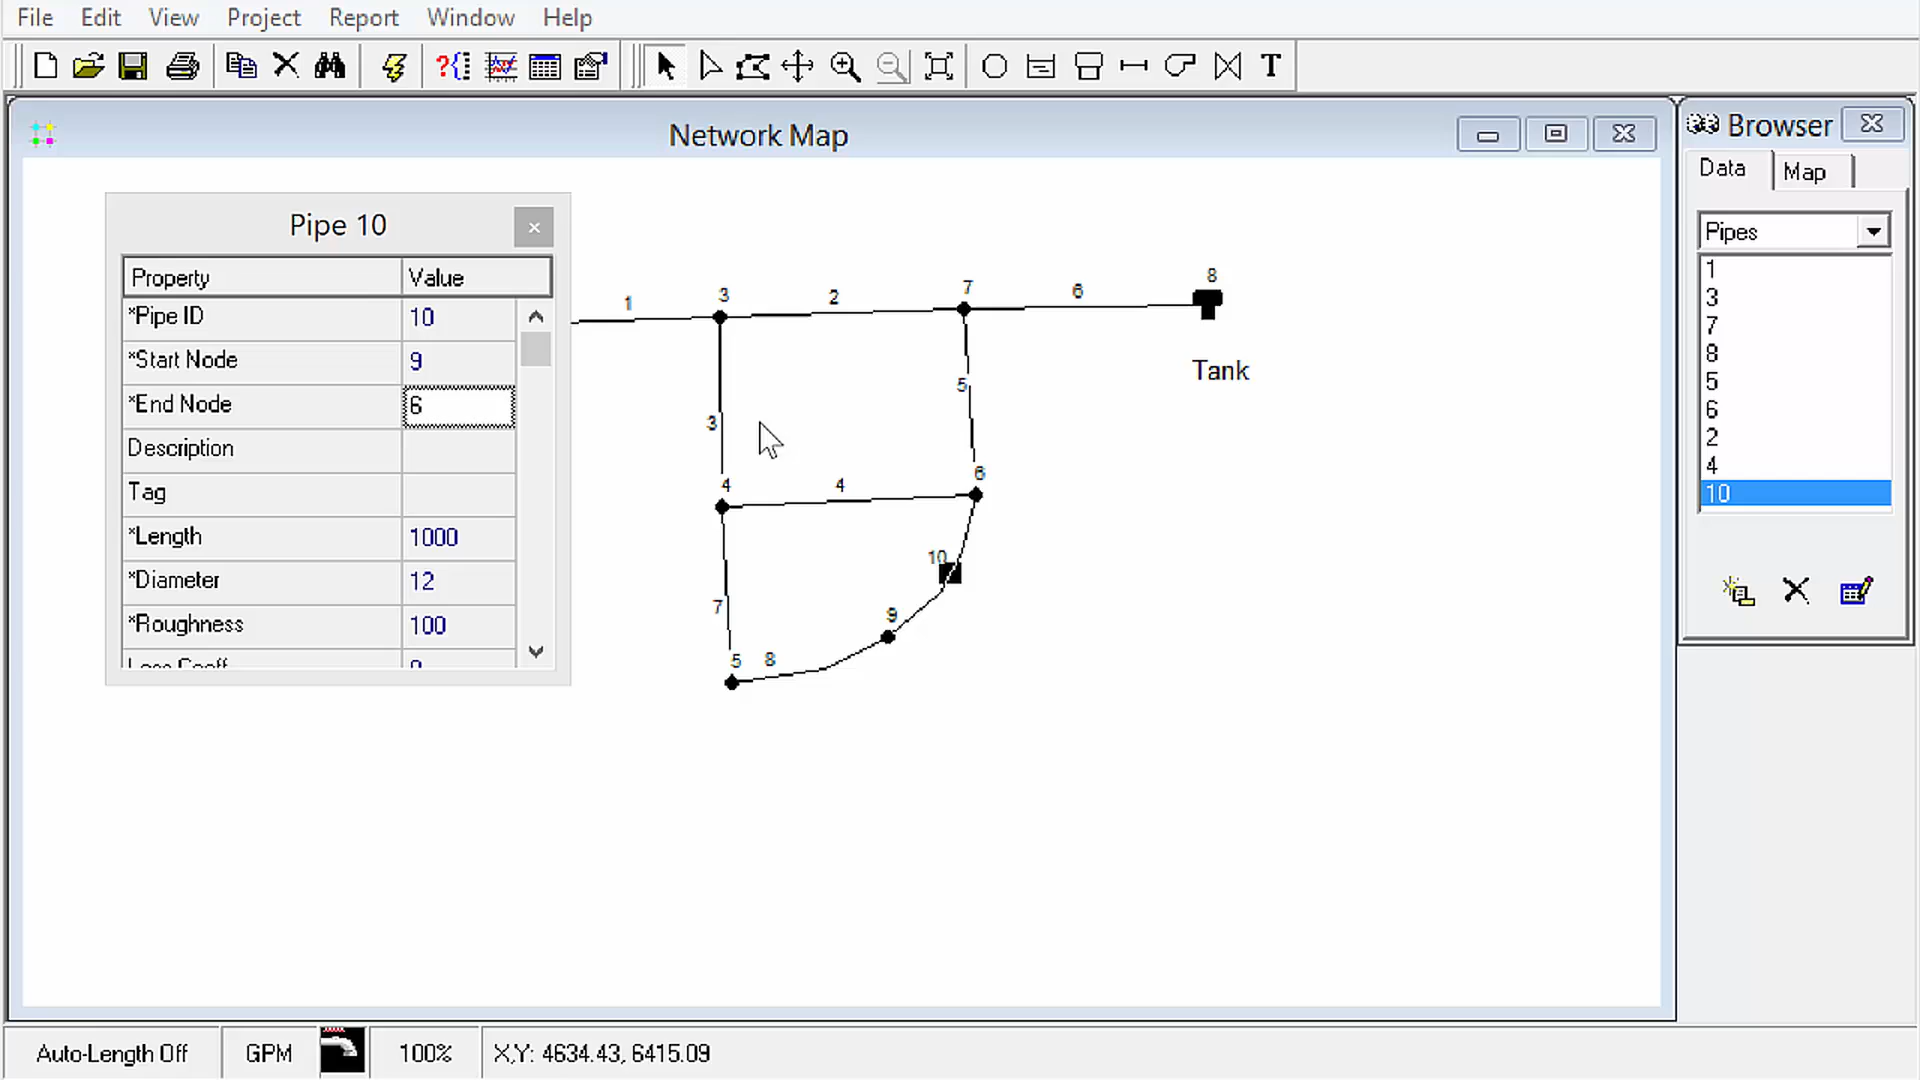 File Edit View Project Report Window Help
?{ T
Network Map
Browser
Data Map
Pipes
1
3
7
8
5
6
2
4
10
Pipe 10
Property Value
*Pipe ID 10
*Start Node 9
*End Node 6
Description
Tag
*Length 1000
*Diameter 12
*Roughness 100
Loss Coeff. 0
1 3 2 7 6 8
Tank
5
3
4 4 6
10
7
9
5 8
Auto-Length Off GPM 100% X,Y: 4634.43, 6415.09